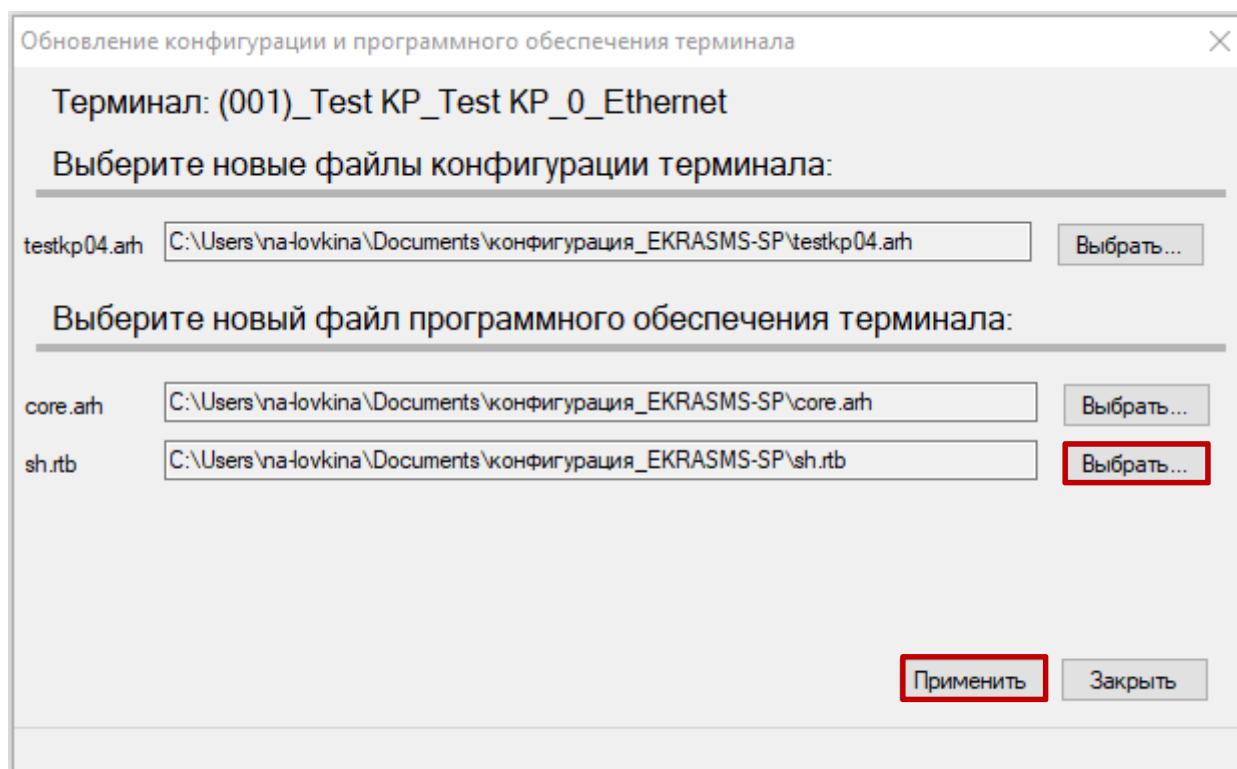 Обновление конфигурации и программного обеспечения терминала
Терминал: (001)_Test KP_Test KP_0_Ethernet
Выберите новые файлы конфигурации терминала:
testkp04.arh C:\Users\na-lovkina\Documents\конфигурация_EKRASMS-SP\testkp04.arh Выбрать...
Выберите новый файл программного обеспечения терминала:
core.arh C:\Users\na-lovkina\Documents\конфигурация_EKRASMS-SP\core.arh Выбрать...
sh.rtb C:\Users\na-lovkina\Documents\конфигурация_EKRASMS-SP\sh.rtb Выбрать...
Применить Закрыть